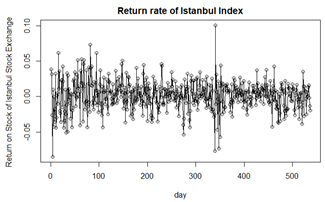 Return rate of Istanbul Index
Return on Stock of Istanbul Stock Exchange
0.10
0.05
0.00
-0.05
0 100 200 300 400 500
day